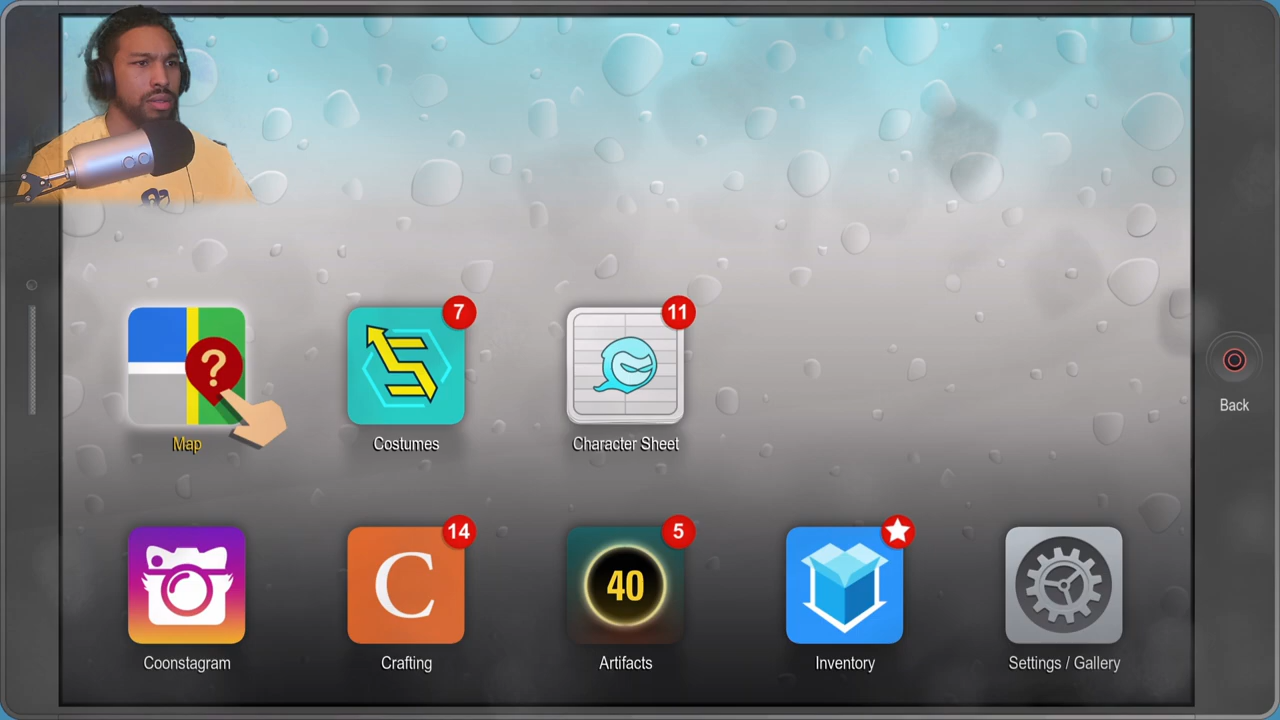 7
11
?
Map
Costumes
Character Sheet
Back
14
5
C
40
Coonstagram
Crafting
Artifacts
Inventory
Settings / Gallery